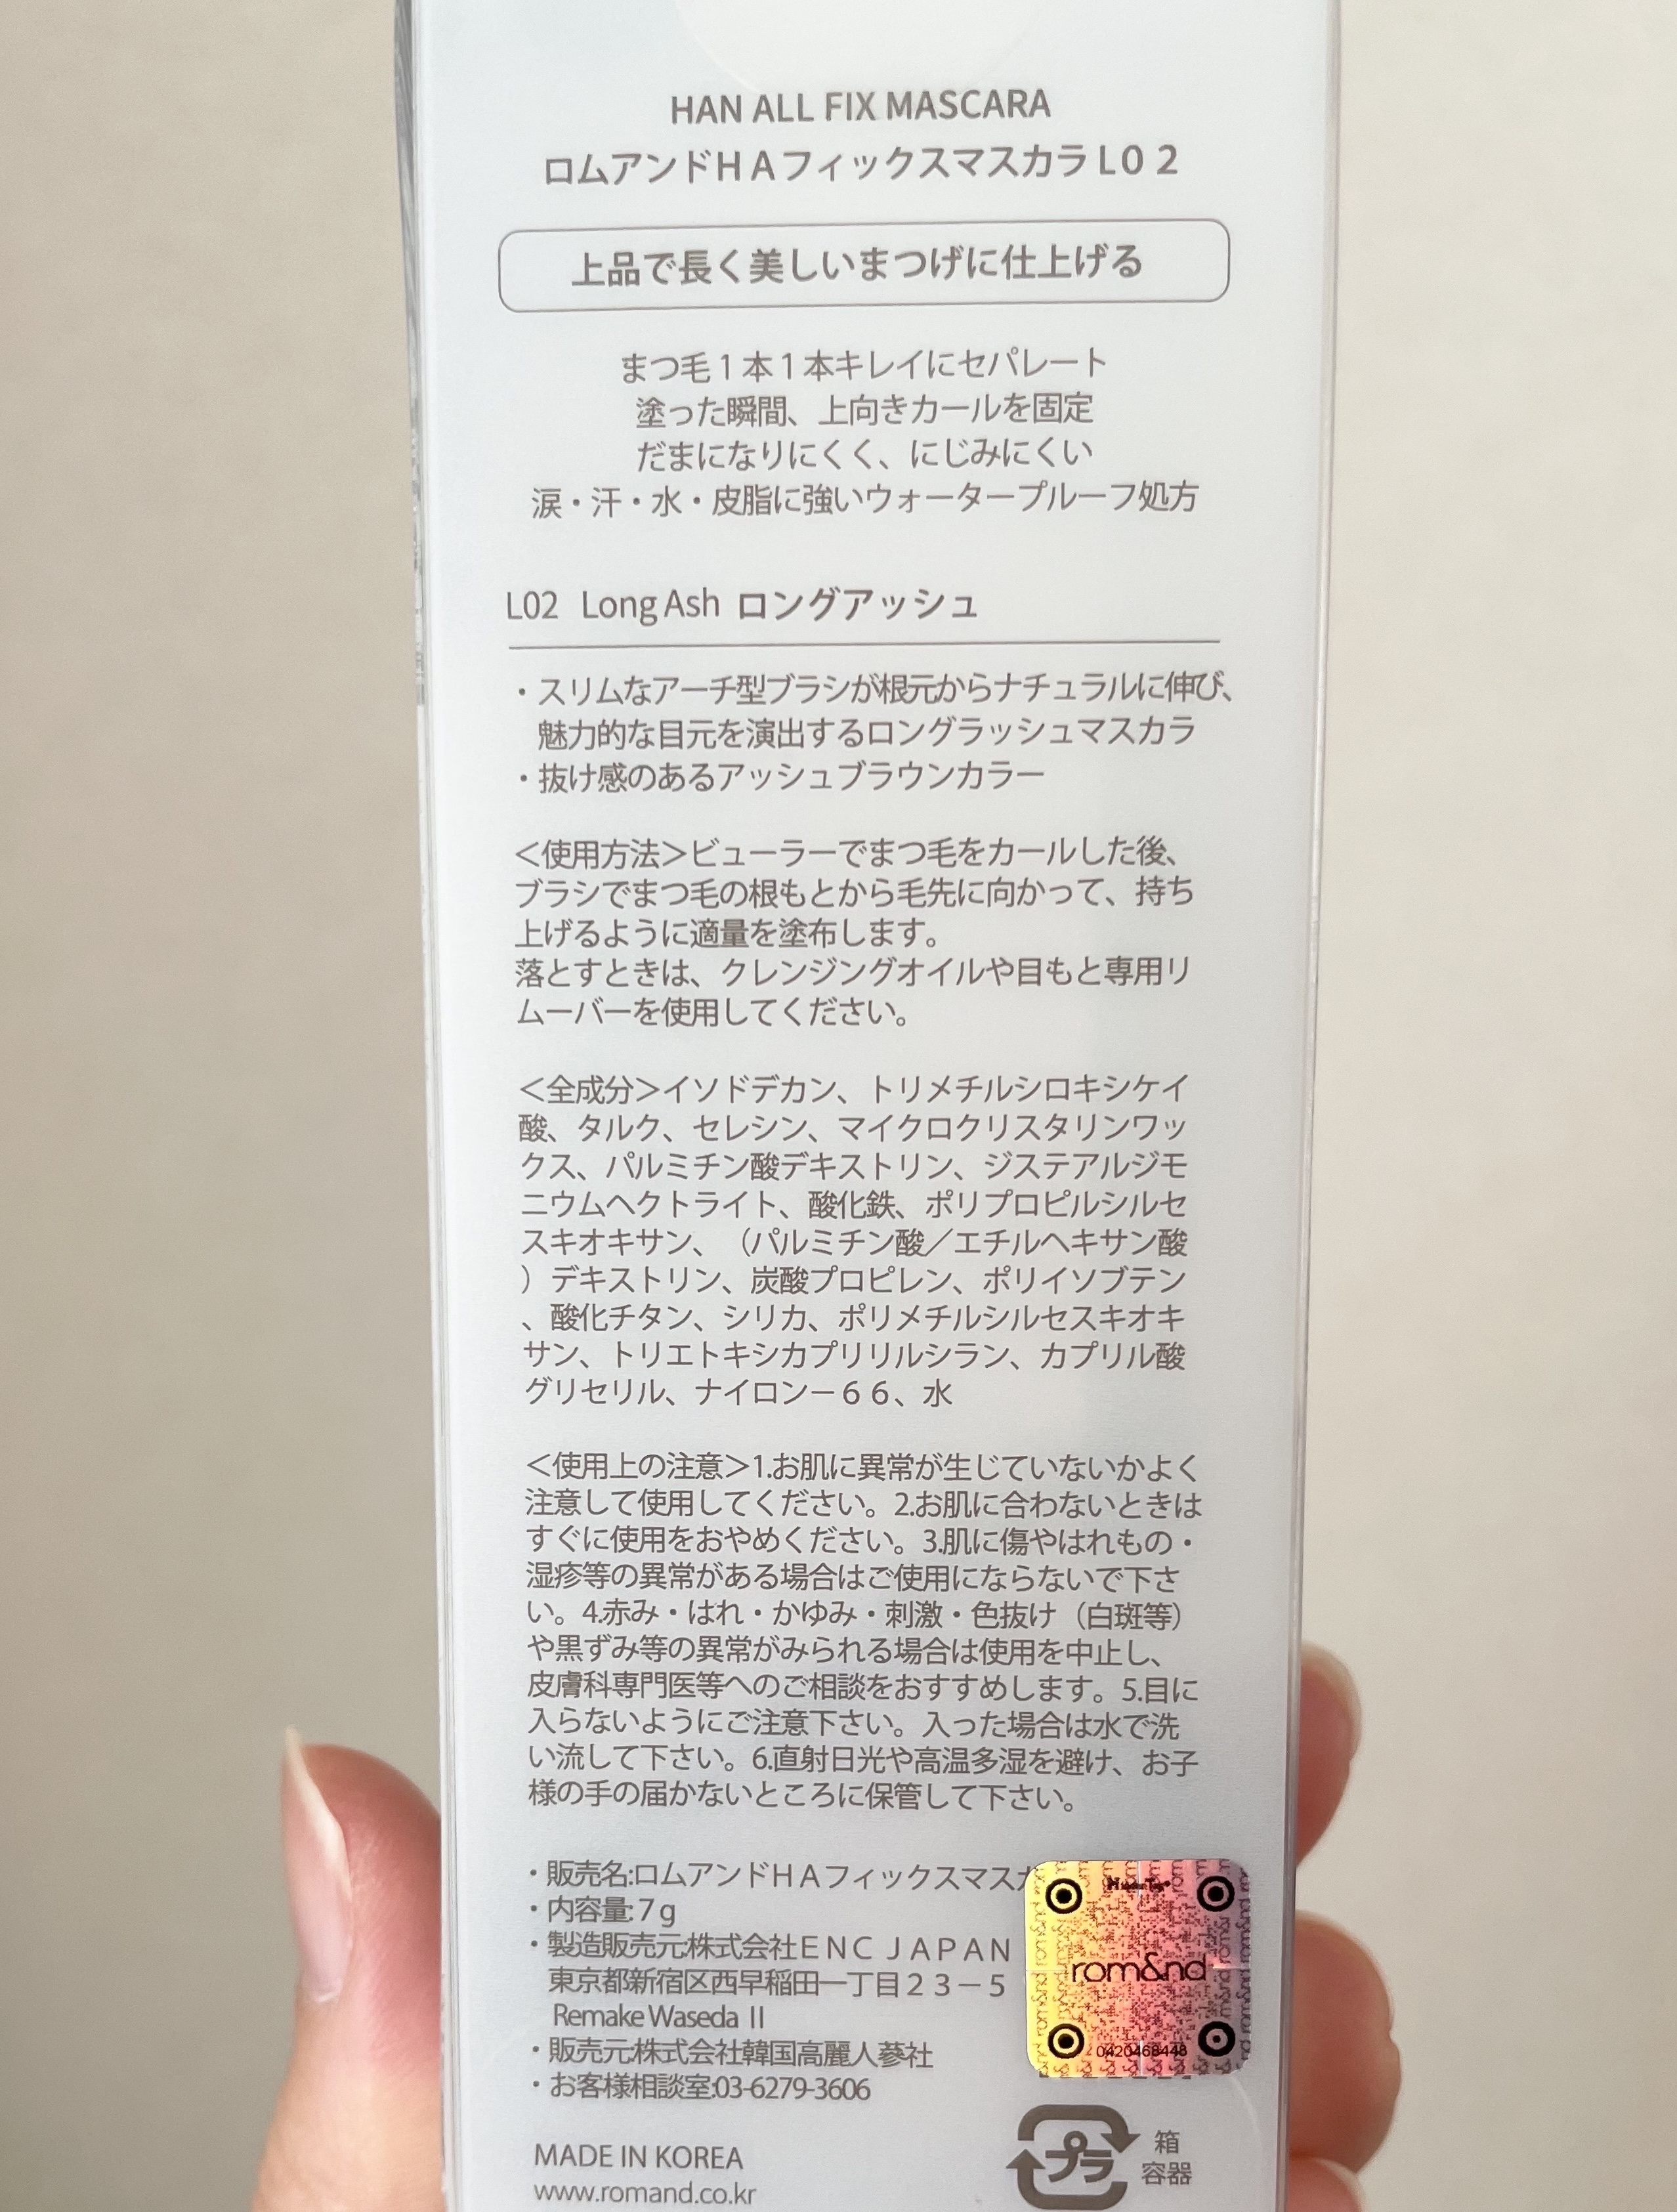 HAN ALL FIX MASCARA
ロムアンドＨＡフィックスマスカラＬ０２
上品で長く美しいまつげに仕上げる
まつ毛１本１本キレイにセパレート
塗った瞬間、上向きカールを固定
だまになりにくく、にじみにくい
涙・汗・水・皮脂に強いウォータープルーフ処方
L02 Long Ash ロングアッシュ
・スリムなアーチ型ブラシが根元からナチュラルに伸び、
魅力的な目元を演出するロングラッシュマスカラ
・抜け感のあるアッシュブラウンカラー
＜使用方法＞ビューラーでまつ毛をカールした後、
ブラシでまつ毛の根もとから毛先に向かって、持ち
上げるように適量を塗布します。
落とすときは、クレンジングオイルや目もと専用リ
ムーバーを使用してください。
＜全成分＞イソドデカン、トリメチルシロキシケイ
酸、タルク、セレシン、マイクロクリスタリンワッ
クス、パルミチン酸デキストリン、ジステアルジモ
ニウムヘクトライト、酸化鉄、ポリプロピルシルセ
スキオキサン、（パルミチン酸／エチルヘキサン酸
）デキストリン、炭酸プロピレン、ポリイソブテン
、酸化チタン、シリカ、ポリメチルシルセスキオキ
サン、トリエトキシカプリリルシラン、カプリル酸
グリセリル、ナイロン－６６、水
＜使用上の注意＞1.お肌に異常が生じていないかよく
注意して使用してください。2.お肌に合わないときは
すぐに使用をおやめください。3.肌に傷やはれもの・
湿疹等の異常がある場合はご使用にならないで下さ
い。4.赤み・はれ・かゆみ・刺激・色抜け（白斑等）
や黒ずみ等の異常がみられる場合は使用を中止し、
皮膚科専門医等へのご相談をおすすめします。5.目に
入らないようにご注意下さい。入った場合は水で洗
い流して下さい。6.直射日光や高温多湿を避け、お子
様の手の届かないところに保管して下さい。
・販売名:ロムアンドＨＡフィックスマスカ
・内容量:７ｇ
・製造販売元:株式会社ＥＮＣ ＪＡＰＡＮ
東京都新宿区西早稲田一丁目２３－５
Remake Waseda Ⅱ
・販売元:株式会社韓国高麗人蔘社
・お客様相談室:03-6279-3606
rom&nd
0420468448
MADE IN KOREA
www.romand.co.kr
プラ
箱
容器